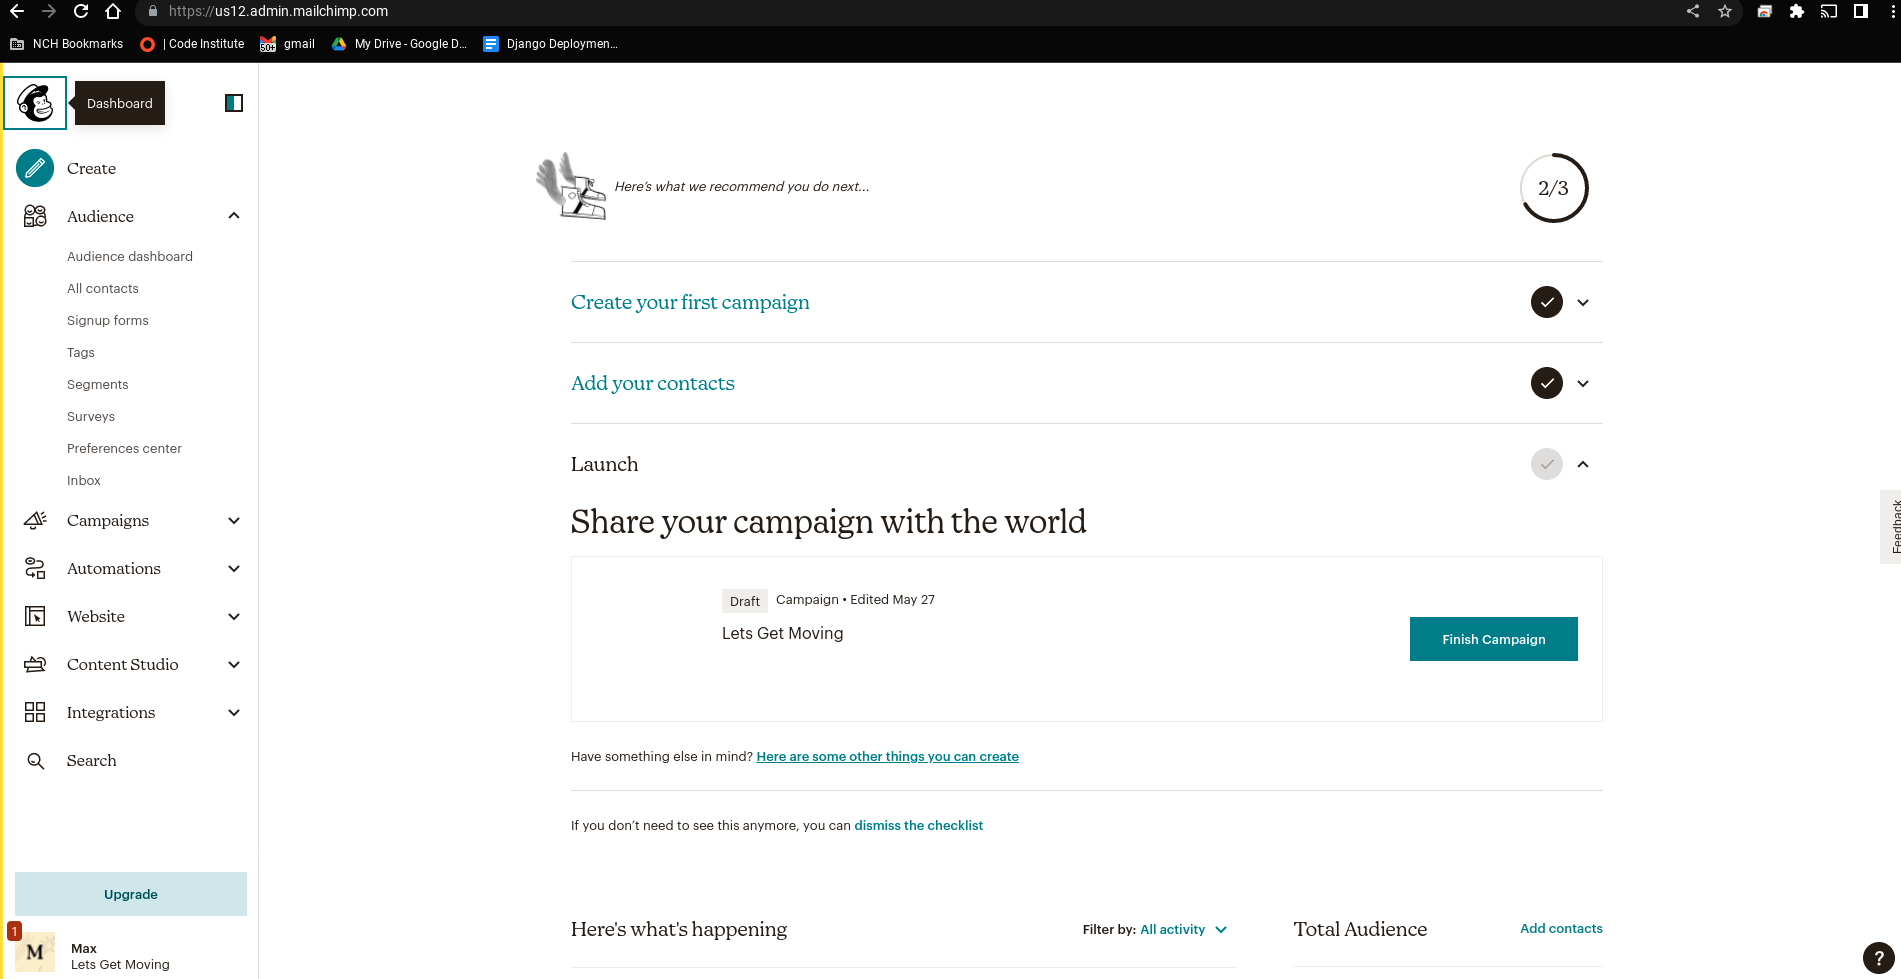 https://us12.admin.mailchimp.com
NCH Bookmarks
| Code Institute
50+
gmail
My Drive - Google D...
Django Deploymen...
Dashboard
Create
Audience
Audience dashboard
All contacts
Signup forms
Tags
Segments
Surveys
Preferences center
Inbox
Campaigns
Automations
Website
Content Studio
Integrations
Search
Upgrade
1
M
Max
Lets Get Moving
Here's what we recommend you do next...
2/3
Create your first campaign
Add your contacts
Launch
Share your campaign with the world
Draft
Campaign • Edited May 27
Lets Get Moving
Finish Campaign
Have something else in mind? Here are some other things you can create
If you don't need to see this anymore, you can dismiss the checklist
Here's what's happening
Filter by: All activity
Total Audience
Add contacts
Feedback
?